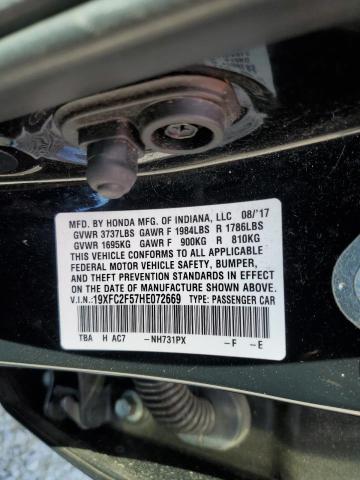 MFD. BY HONDA MFG. OF INDIANA, LLC 08/'17
GVWR 3737LBS GAWR F 1984LBS R 1786LBS
GVWR 1695KG GAWR F 900KG R 810KG
THIS VEHICLE CONFORMS TO ALL APPLICABLE
FEDERAL MOTOR VEHICLE SAFETY, BUMPER,
AND THEFT PREVENTION STANDARDS IN EFFECT
ON THE DATE OF MANUFACTURE SHOWN ABOVE.
V.I.N.:19XFC2F57HE072669 TYPE: PASSENGER CAR
TBA H AC7 -NH731PX -F -E